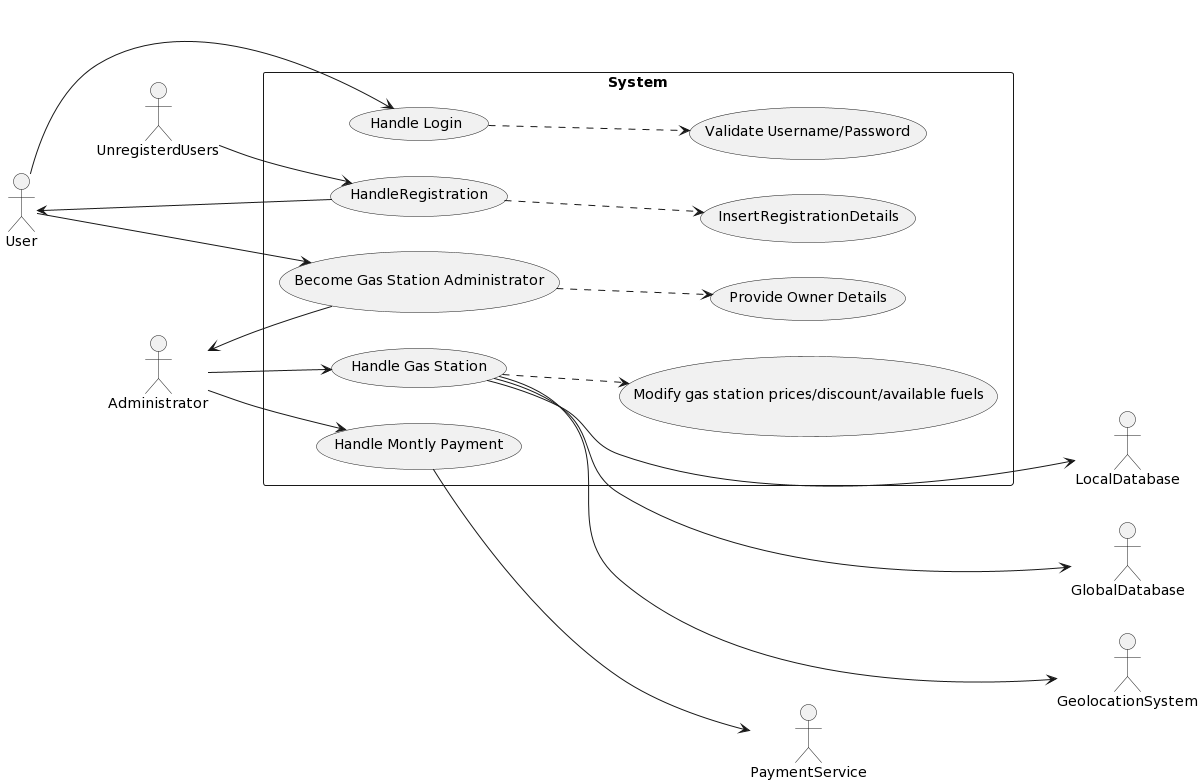 System
Handle Login
Validate Username/Password
UnregisterdUsers
HandleRegistration
InsertRegistrationDetails
User
Become Gas Station Administrator
Provide Owner Details
Handle Gas Station
Modify gas station prices/discount/available fuels
Administrator
Handle Montly Payment
LocalDatabase
GlobalDatabase
GeolocationSystem
PaymentService